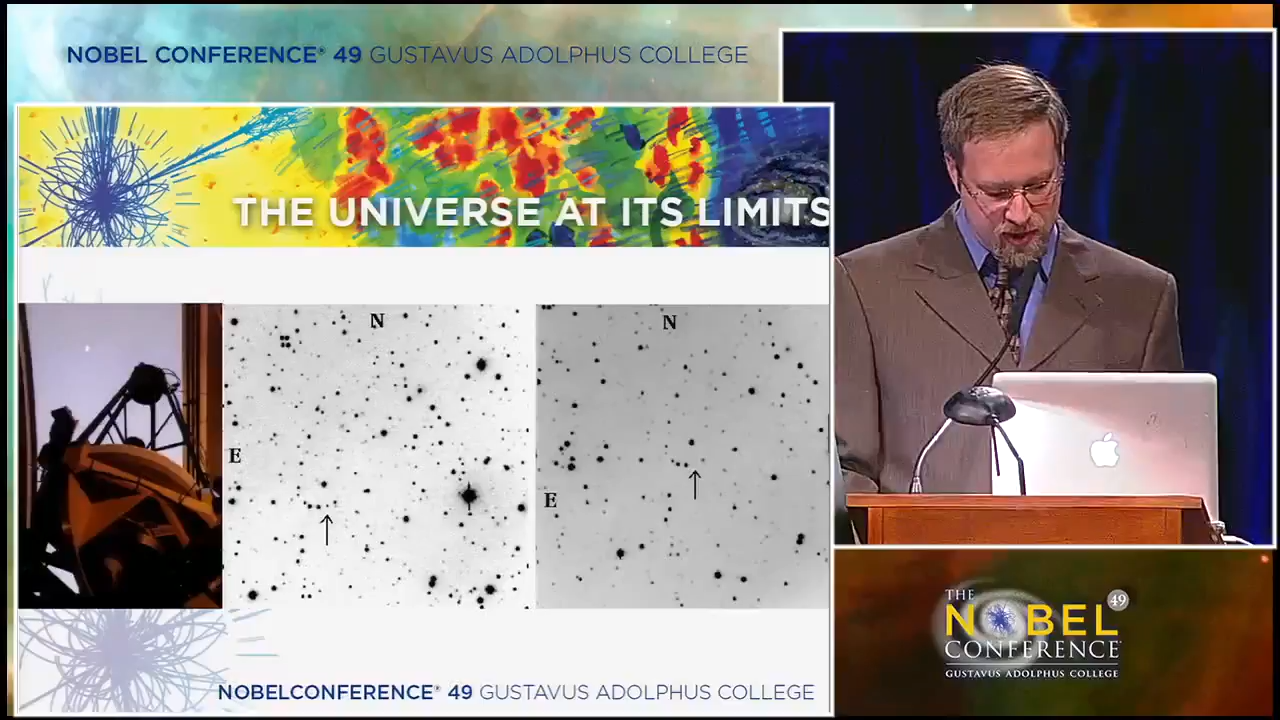 NOBEL CONFERENCE® 49 GUSTAVUS ADOLPHUS COLLEGE
THE UNIVERSE AT ITS LIMITS
N
N
E
E
NOBELCONFERENCE® 49 GUSTAVUS ADOLPHUS COLLEGE
THE
49
NOBEL
CONFERENCE
GUSTAVUS ADOLPHUS COLLEGE